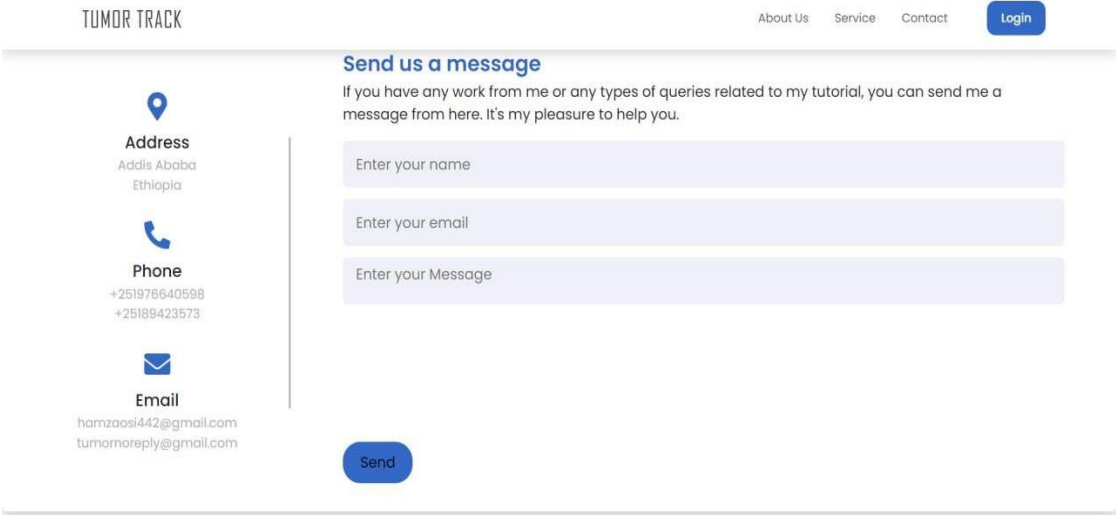 TUMOR TRACK
About Us Service Contact Login
Send us a message
If you have any work from me or any types of queries related to my tutorial, you can send me a
message from here. It's my pleasure to help you.
Address
Addis Ababa
Ethiopia
Phone
+251976640598
+25189423573
Email
hamzaosi442@gmail.com
tumornoreply@gmail.com
Enter your name
Enter your email
Enter your Message
Send